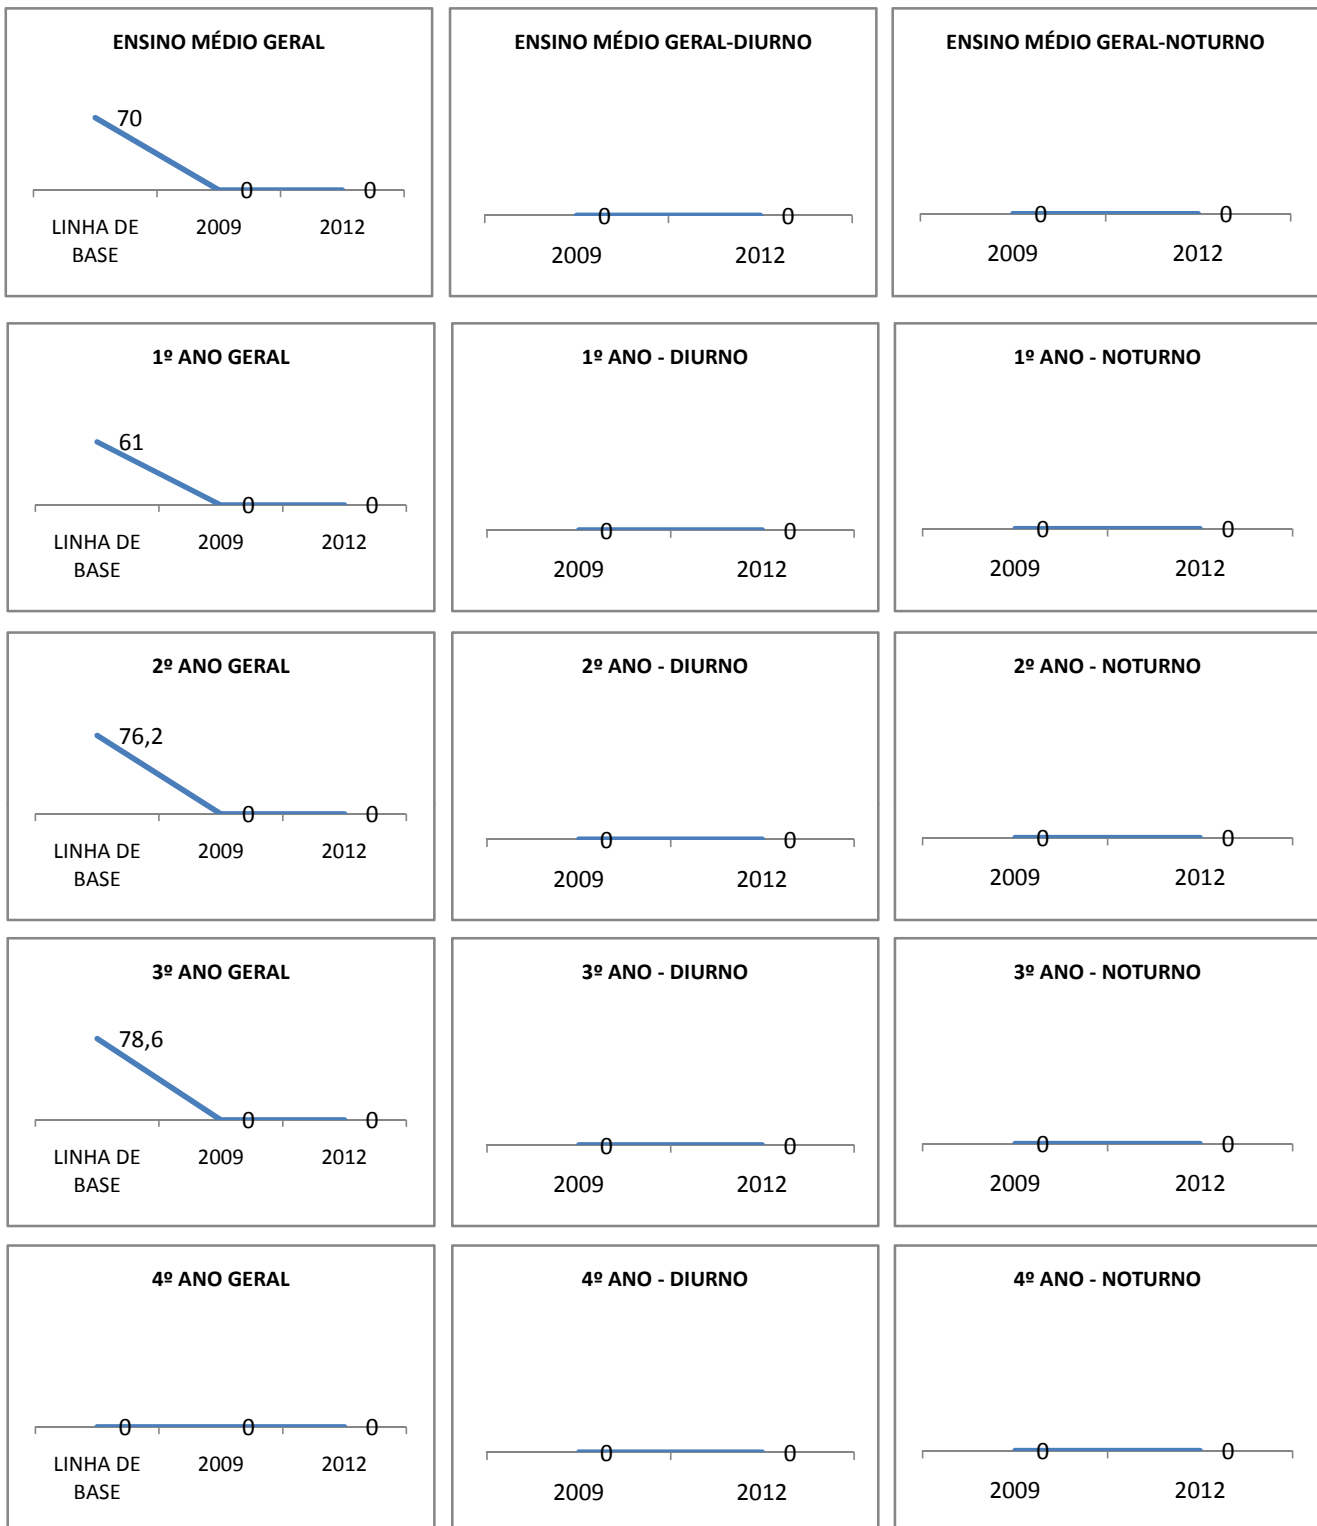 ENSINO MÉDIO GERAL
70
0
0
LINHA DE
BASE
2009
2012
ENSINO MÉDIO GERAL-DIURNO
0
0
2009
2012
ENSINO MÉDIO GERAL-NOTURNO
0
0
2009
2012
1º ANO GERAL
61
0
0
LINHA DE
BASE
2009
2012
1º ANO - DIURNO
0
0
2009
2012
1º ANO - NOTURNO
0
0
2009
2012
2º ANO GERAL
76,2
0
0
LINHA DE
BASE
2009
2012
2º ANO - DIURNO
0
0
2009
2012
2º ANO - NOTURNO
0
0
2009
2012
3º ANO GERAL
78,6
0
0
LINHA DE
BASE
2009
2012
3º ANO - DIURNO
0
0
2009
2012
3º ANO - NOTURNO
0
0
2009
2012
4º ANO GERAL
0
0
0
LINHA DE
BASE
2009
2012
4º ANO - DIURNO
0
0
2009
2012
4º ANO - NOTURNO
0
0
2009
2012